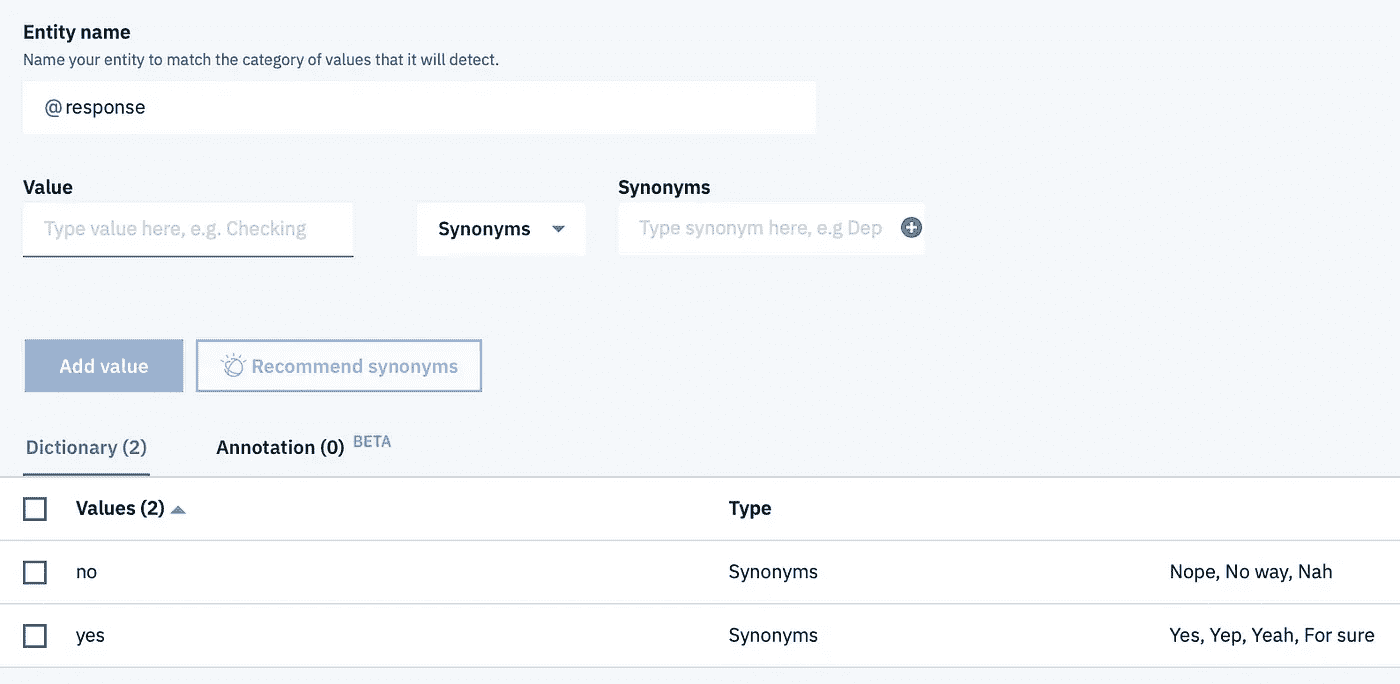 Entity name
Name your entity to match the category of values that it will detect.
@response
Value
Synonyms
Type value here, e.g. Checking
Synonyms
Type synonym here, e.g Dep
Add value
Recommend synonyms
Dictionary (2)
Annotation (0) BETA
Values (2)
Type
no
Synonyms
Nope, No way, Nah
yes
Synonyms
Yes, Yep, Yeah, For sure